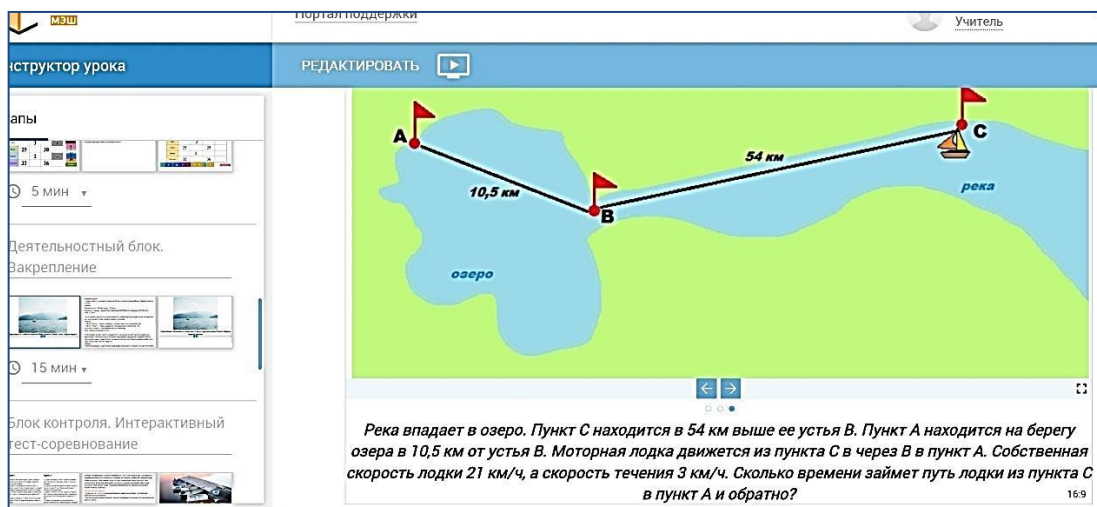 МЭШ
Портал поддержки
Учитель
нструктор урока
РЕДАКТИРОВАТЬ
апы
5 мин
Деятельностный блок.
Закрепление
15 мин
Блок контроля. Интерактивный
тест-соревнование
A
10,5 км
B
54 км
C
река
озеро
Река впадает в озеро. Пункт С находится в 54 км выше ее устья В. Пункт А находится на берегу
озера в 10,5 км от устья В. Моторная лодка движется из пункта С в через В в пункт А. Собственная
скорость лодки 21 км/ч, а скорость течения 3 км/ч. Сколько времени займет путь лодки из пункта С
в пункт А и обратно?
16:9